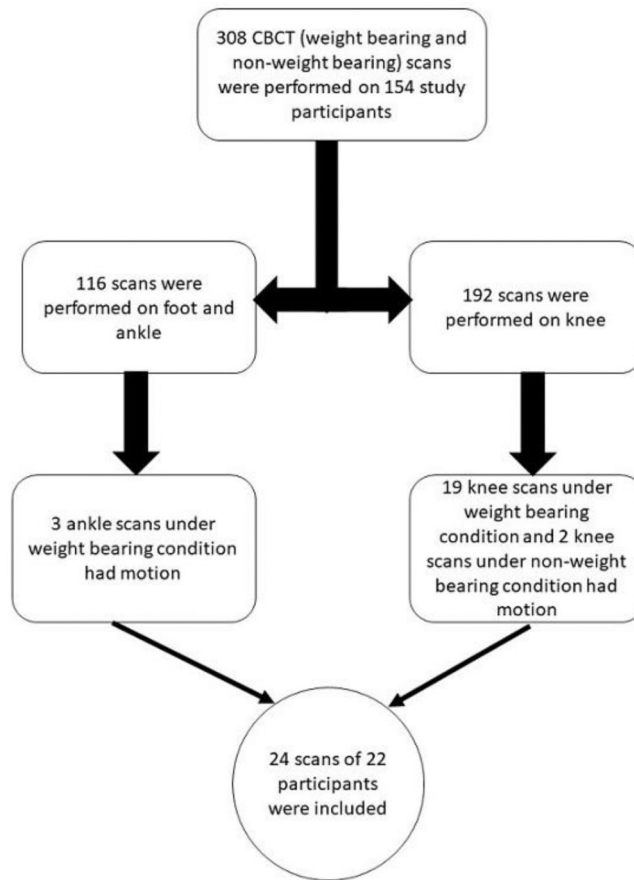 308 CBCT (weight bearing and
non-weight bearing) scans
were performed on 154 study
participants
116 scans were
performed on foot and
ankle
192 scans were
performed on knee
3 ankle scans under
weight bearing condition
had motion
19 knee scans under
weight bearing
condition and 2 knee
scans under non-weight
bearing condition had
motion
24 scans of 22
participants
were included